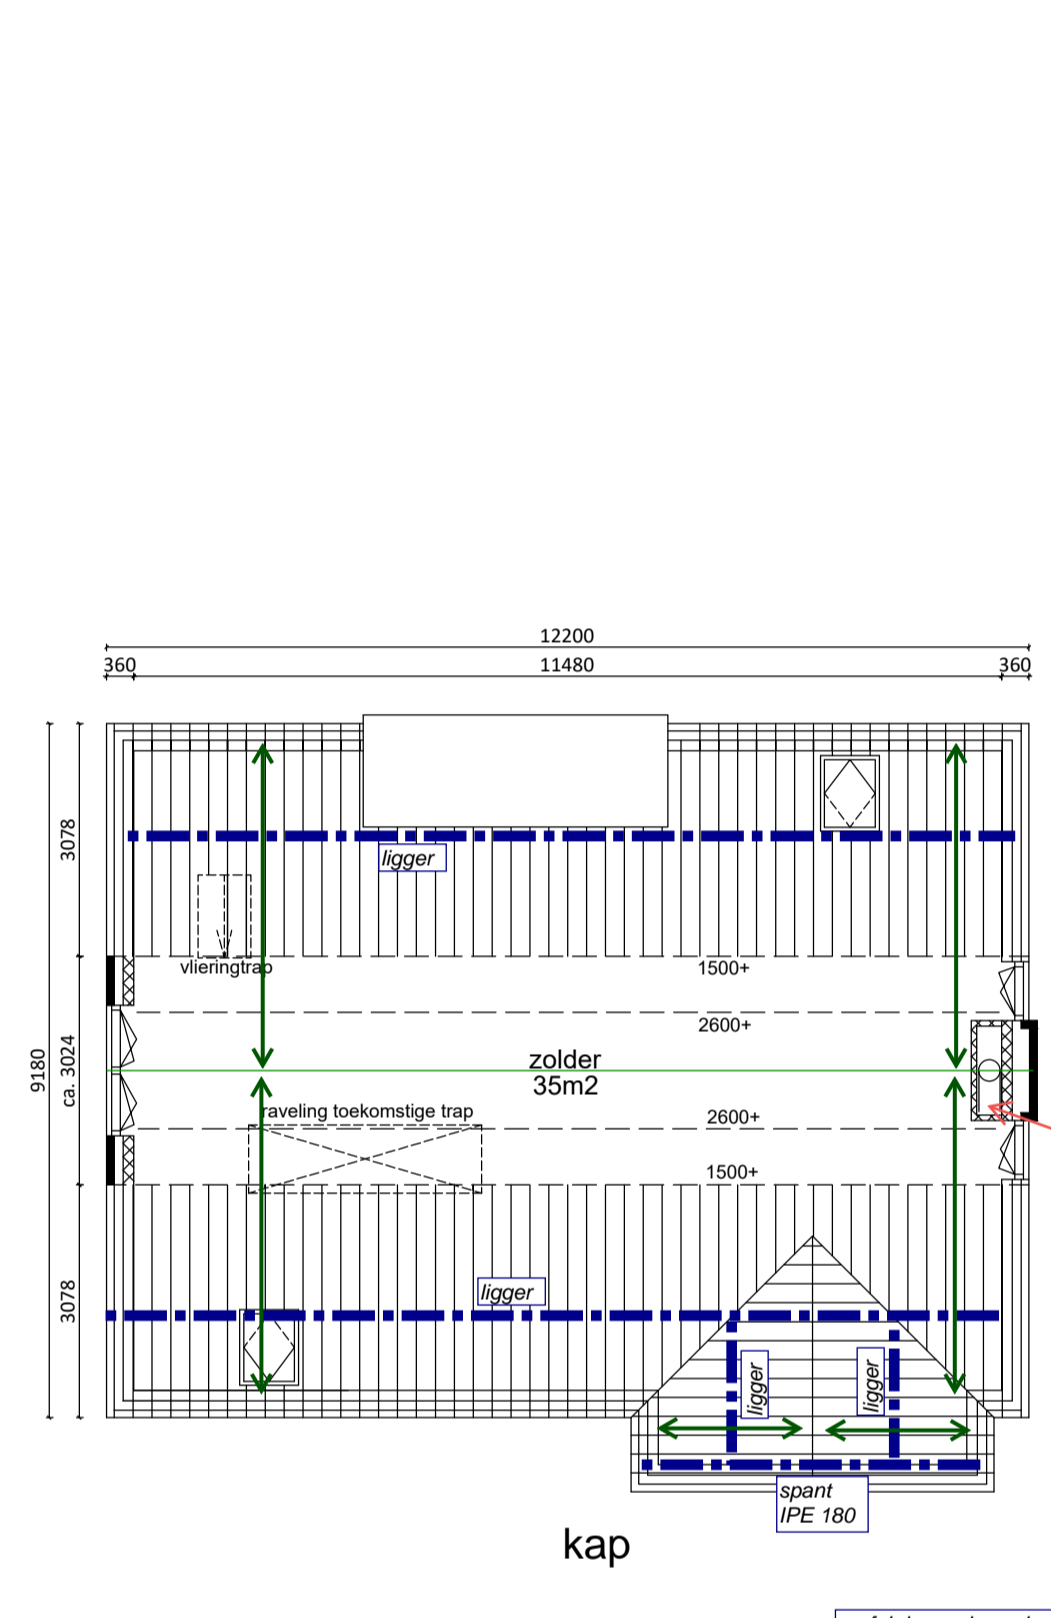 12200
360
11480
360
3078
ligger
vlieringtrap
1500+
2600+
zolder
35m2
9180
ca. 3024
raveling toekomstige trap
2600+
1500+
3078
ligger
ligger
ligger
spant
IPE 180
kap